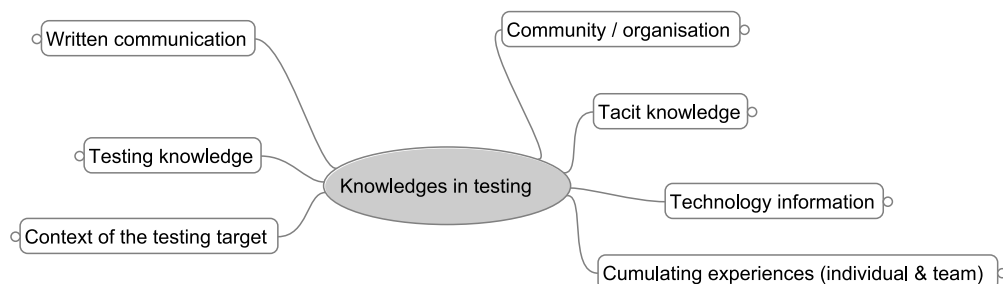 Written communication
Community / organisation
Tacit knowledge
Testing knowledge
Knowledges in testing
Technology information
Context of the testing target
Cumulating experiences (individual & team)